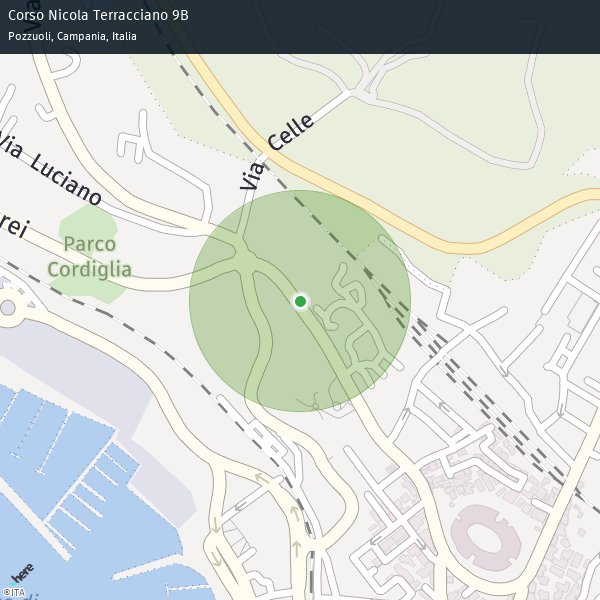 Corso Nicola Terracciano 9B
Pozzuoli, Campania, Italia
Via Celle
Via Luciano
rei
Parco
Cordiglia
here
©ITA